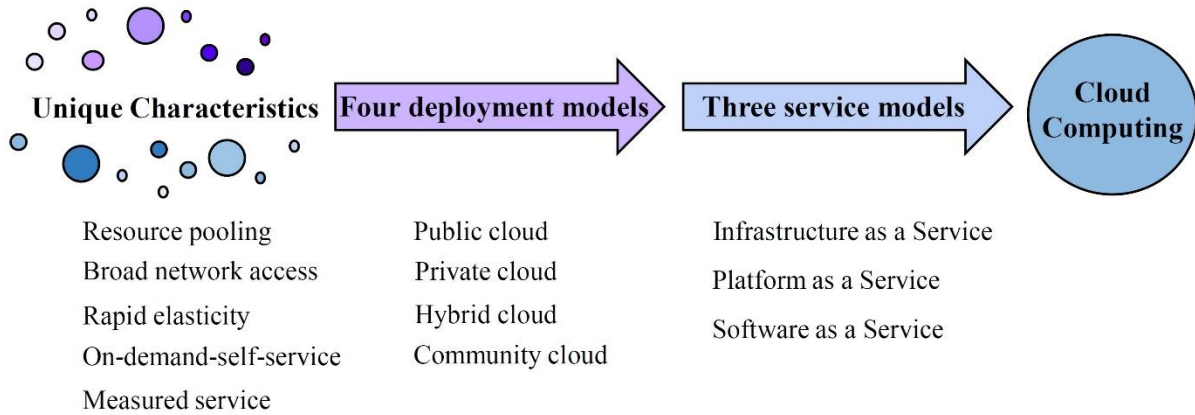 Unique Characteristics
Four deployment models
Three service models
Cloud
Computing
Resource pooling
Broad network access
Rapid elasticity
On-demand-self-service
Measured service
Public cloud
Private cloud
Hybrid cloud
Community cloud
Infrastructure as a Service
Platform as a Service
Software as a Service